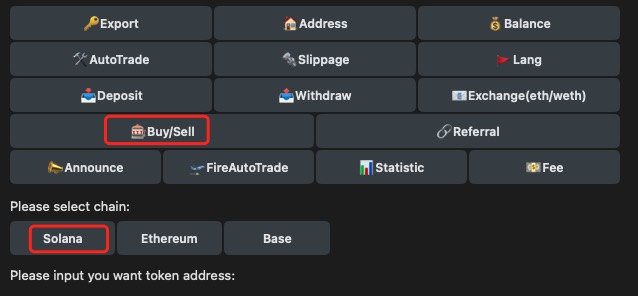 🔑Export 🏠Address 💰Balance
🛠AutoTrade 🔩Slippage 🚩Lang
📥Deposit 📤Withdraw 📧Exchange(eth/weth)
🎰Buy/Sell 🔗Referral
📣Announce 🛫FireAutoTrade 📊Statistic 💴Fee
Please select chain:
Solana Ethereum Base
Please input you want token address: